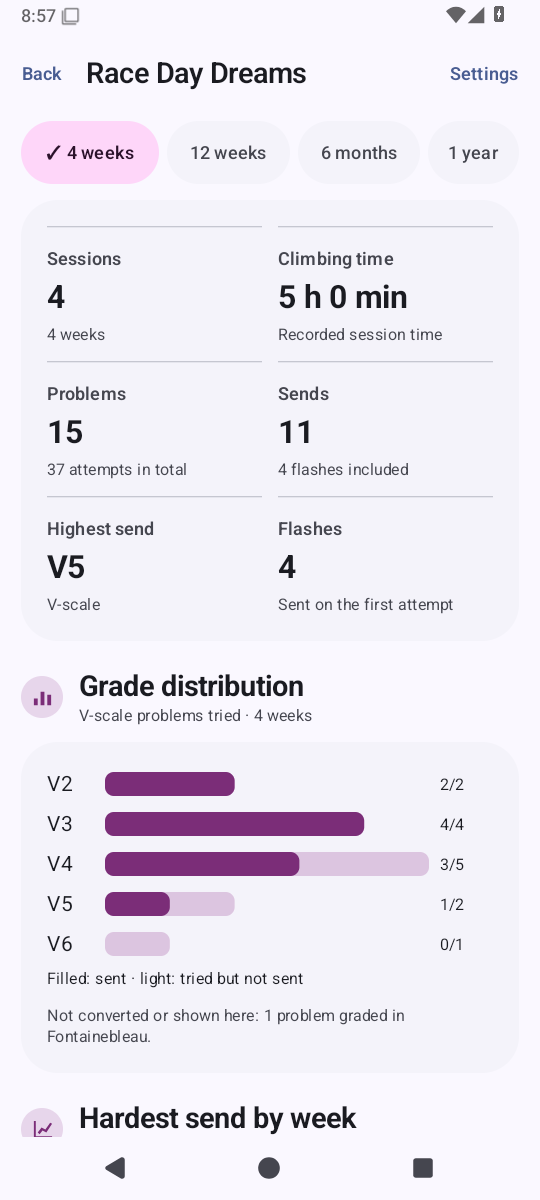 8:57
Back
Race Day Dreams
Settings
✓ 4 weeks
12 weeks
6 months
1 year
Sessions
4
4 weeks
Climbing time
5 h 0 min
Recorded session time
Problems
15
37 attempts in total
Sends
11
4 flashes included
Highest send
V5
V-scale
Flashes
4
Sent on the first attempt
Grade distribution
V-scale problems tried · 4 weeks
V2 2/2
V3 4/4
V4 3/5
V5 1/2
V6 0/1
Filled: sent · light: tried but not sent
Not converted or shown here: 1 problem graded in
Fontainebleau.
Hardest send by week